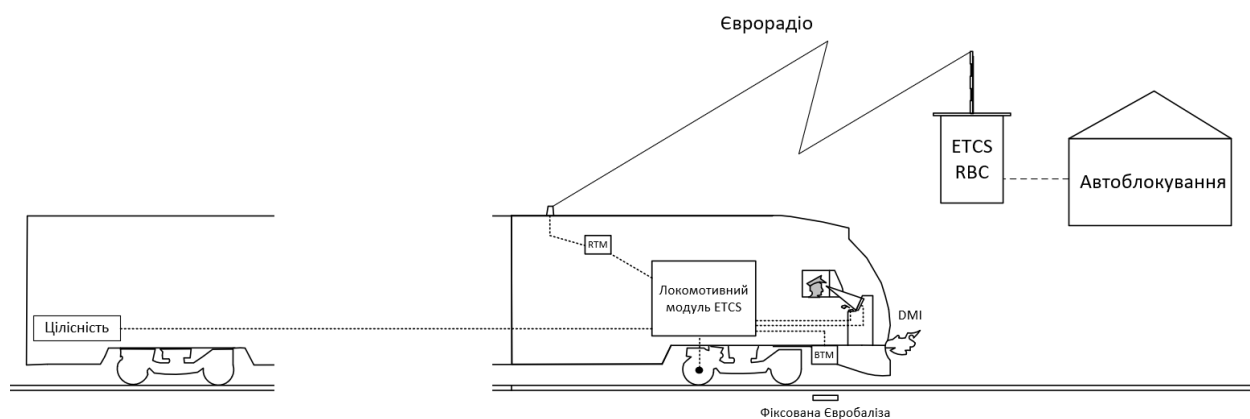 Єврорадіо
ETCS
RBC
Автоблокування
RTM
Локомотивний
модуль ETCS
Цілісність
DMI
BTM
Фіксована Євробаліза